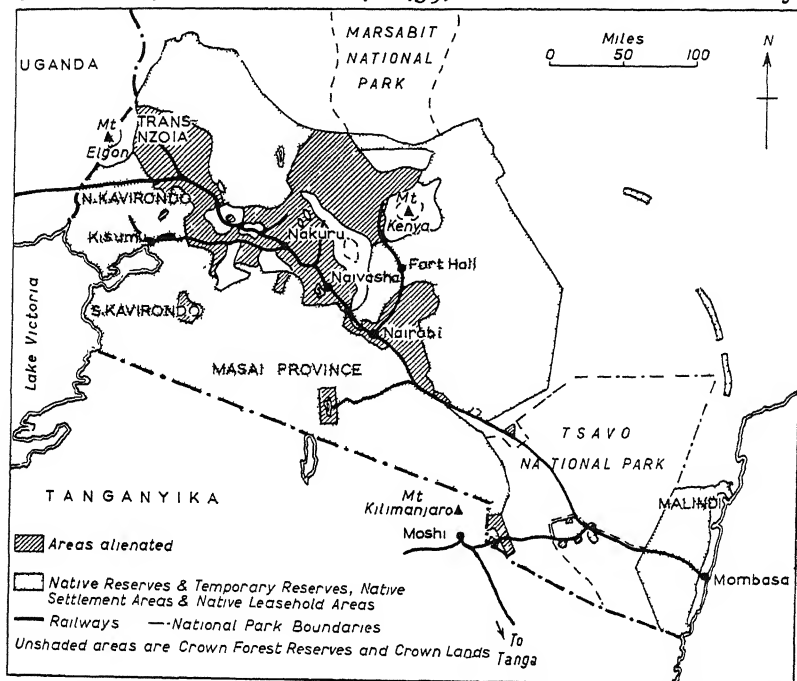 MARSABIT
NATIONAL
PARK
Miles
0 50 100
N
UGANDA
Mt
Elgon
TRANS-
NZOIA
N.KAVIRONDO
Kisumu
Mt
Kenya
Nakuru
Fort Hall
Naivasha
S.KAVIRONDO
Nairobi
Lake Victoria
MASAI PROVINCE
TSAVO
NATIONAL PARK
TANGANYIKA
Mt
Kilimanjaro
MALINDI
Moshi
Areas alienated
Native Reserves & Temporary Reserves, Native
Settlement Areas & Native Leasehold Areas
Mombasa
Railways
National Park Boundaries
Unshaded areas are Crown Forest Reserves and Crown Lands
To
Tanga